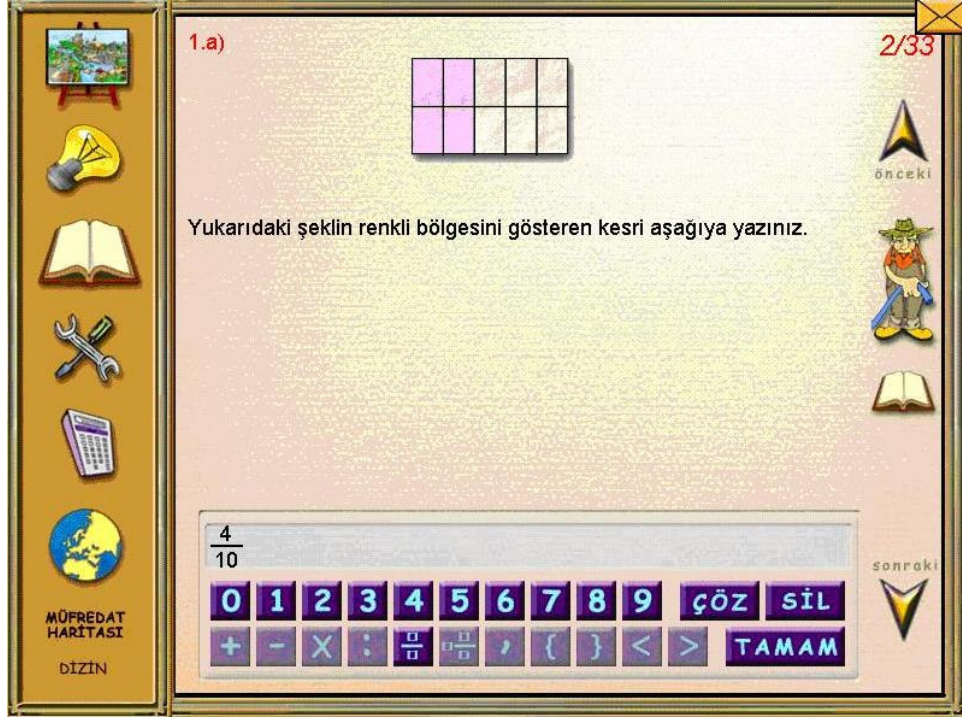 1.a)
2/33
önceki
Yukarıdaki şeklin renkli bölgesini gösteren kesri aşağıya yazınız.
4
10
sonraki
0 1 2 3 4 5 6 7 8 9 ÇÖZ SİL
+ - X : , { } < > TAMAM
MÜFREDAT
HARİTASI
DİZİN